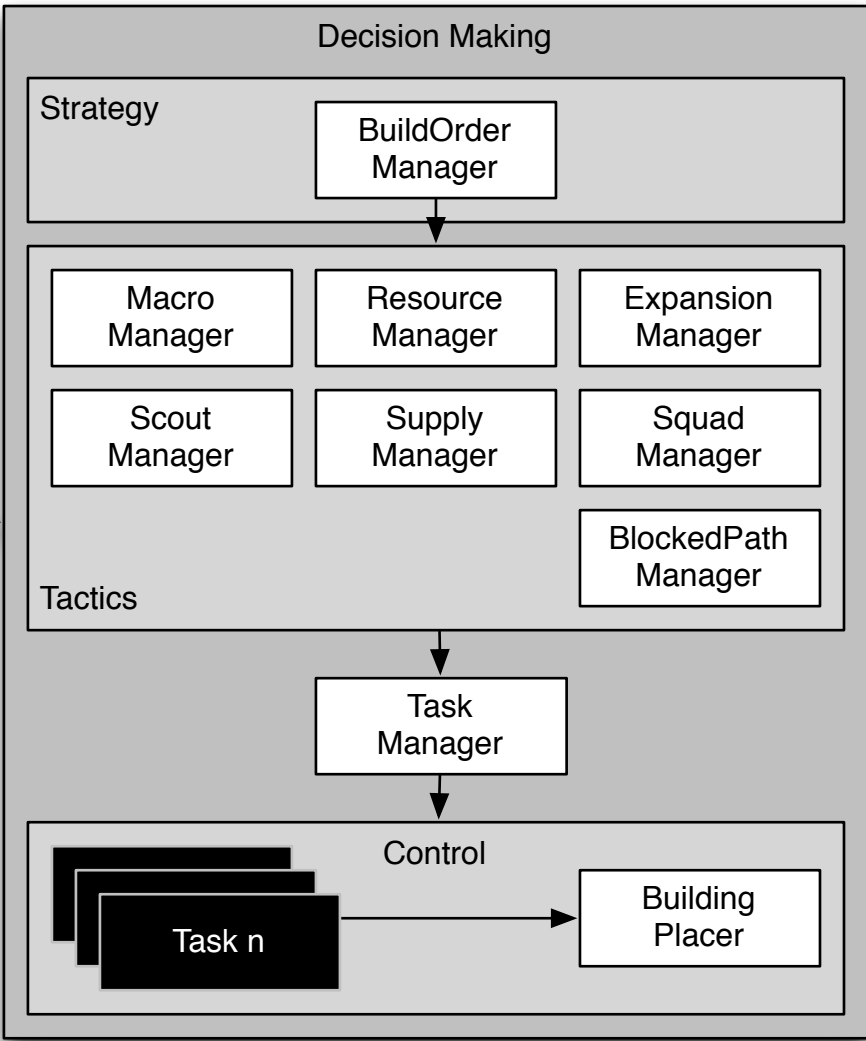 Decision Making
Strategy
BuildOrder
Manager
Macro
Manager
Resource
Manager
Expansion
Manager
Scout
Manager
Supply
Manager
Squad
Manager
BlockedPath
Manager
Tactics
Task
Manager
Control
Task n
Building
Placer